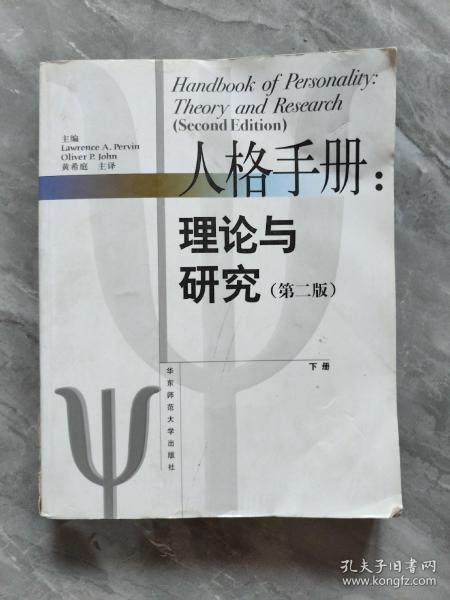 Handbook of Personality:
Theory and Research
(Second Edition)
主编
Lawrence A. Pervin
Oliver P. John
黄希庭 主译
人格手册:
理论与
研究(第二版)
下册
华东师范大学出版社
孔夫子旧书网
www.kongfz.com